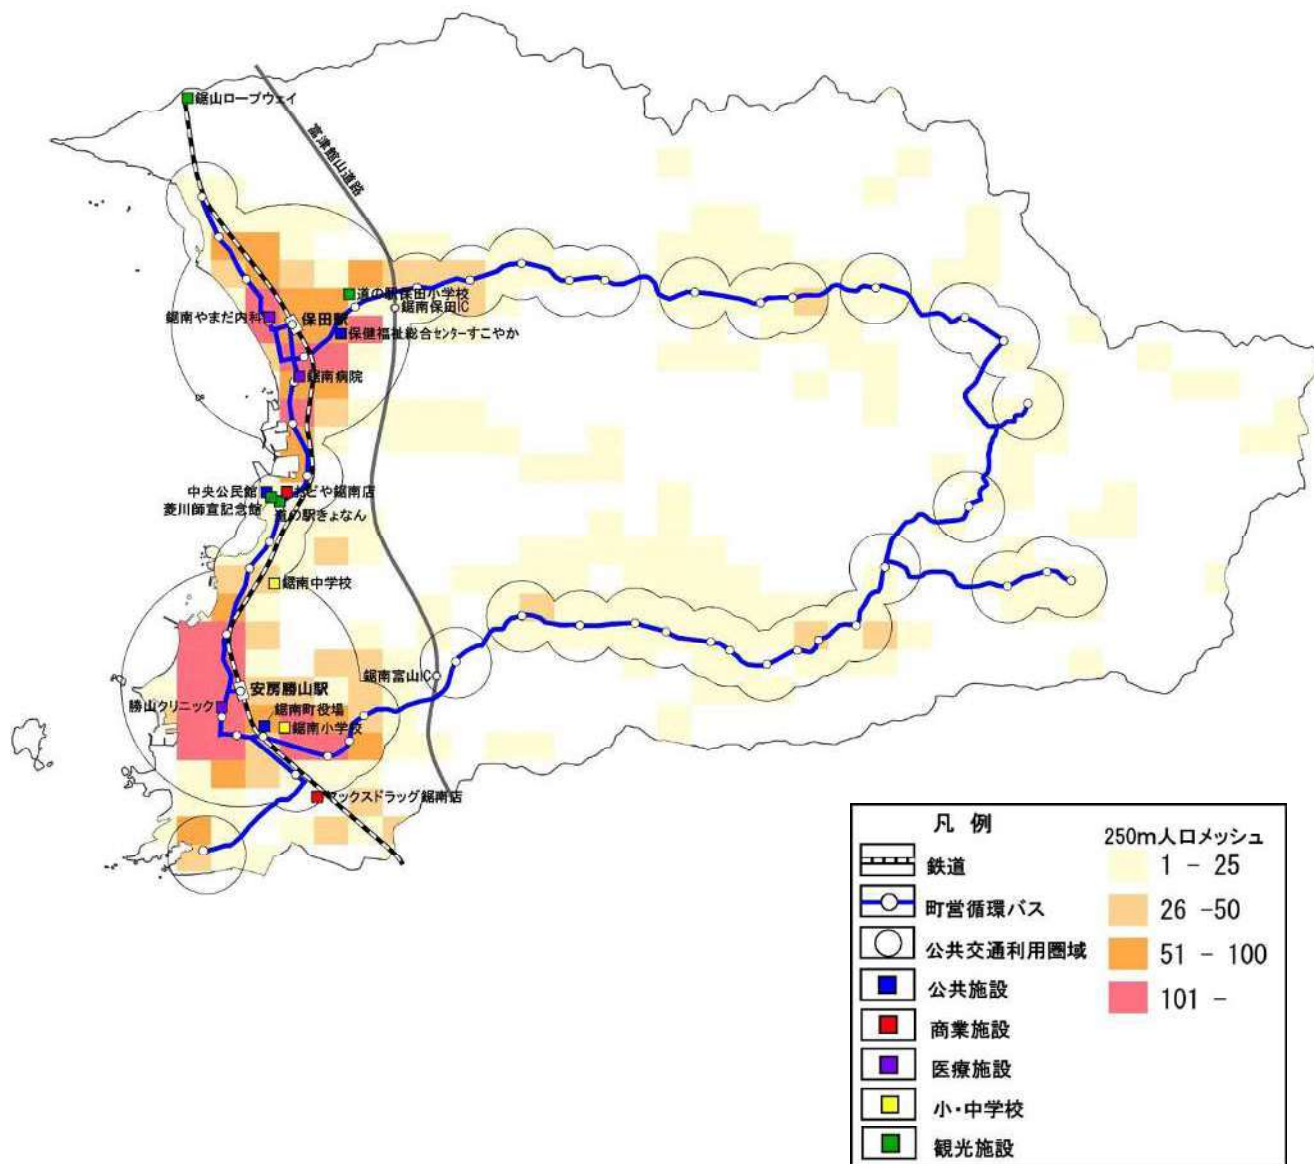 鋸山ロープウェイ
富津館山道路
道の駅保田小学校
鋸南保田IC
鋸南やまだ内科
保田駅
保健福祉総合センターすこやか
鋸南病院
中央公民館
おどや鋸南店
菱川師宣記念館
道の駅きょなん
鋸南中学校
鋸南富山IC
安房勝山駅
勝山クリニック
鋸南町役場
鋸南小学校
マックスドラッグ鋸南店
凡 例
鉄道
町営循環バス
公共交通利用圏域
公共施設
商業施設
医療施設
小・中学校
観光施設
250m人口メッシュ
1 - 25
26 -50
51 - 100
101 -